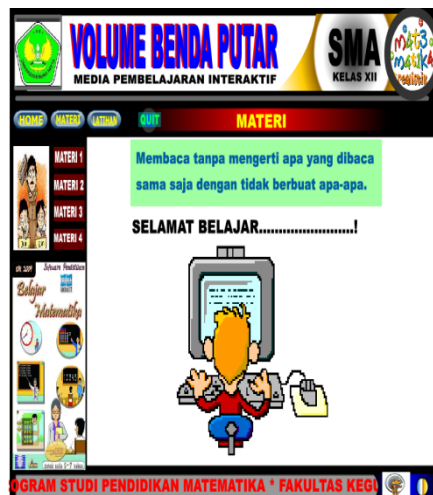 VOLUME BENDA PUTAR
MEDIA PEMBELAJARAN INTERAKTIF
SMA
KELAS XII
HOME MATERI LATIHAN QUIT
MATERI
MATERI 1
MATERI 2
MATERI 3
MATERI 4
Membaca tanpa mengerti apa yang dibaca
sama saja dengan tidak berbuat apa-apa.
SELAMAT BELAJAR........................!
Belajar
Matematika
OGRAM STUDI PENDIDIKAN MATEMATIKA * FAKULTAS KEGU